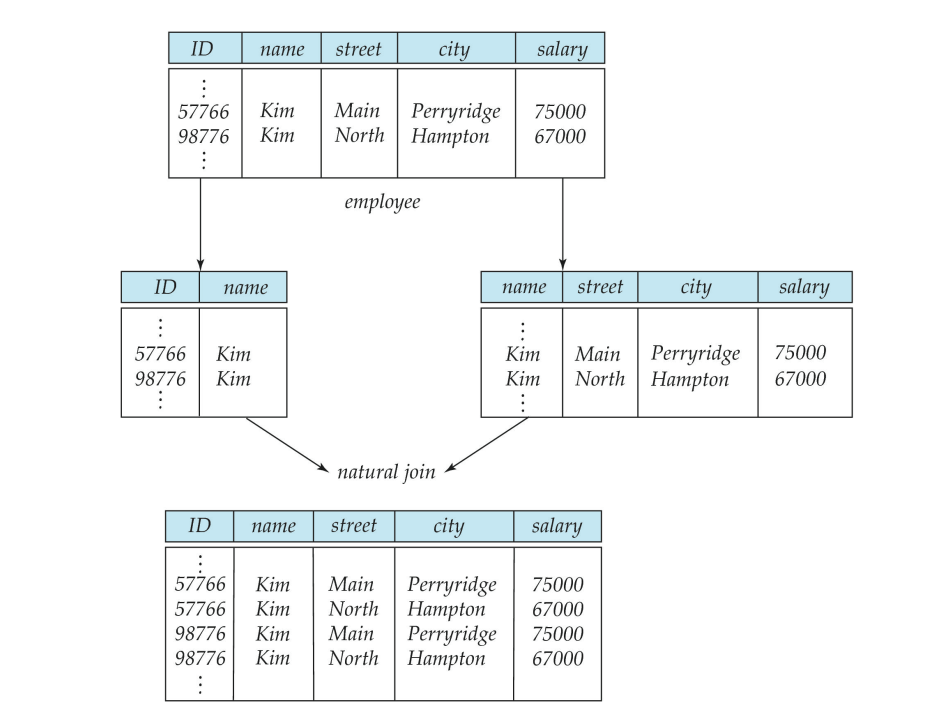 ID name street city salary
⋮
57766 Kim Main Perryridge 75000
98776 Kim North Hampton 67000
⋮
employee
ID name
⋮
57766 Kim
98776 Kim
⋮
name street city salary
⋮
Kim Main Perryridge 75000
Kim North Hampton 67000
⋮
natural join
ID name street city salary
⋮
57766 Kim Main Perryridge 75000
57766 Kim North Hampton 67000
98776 Kim Main Perryridge 75000
98776 Kim North Hampton 67000
⋮